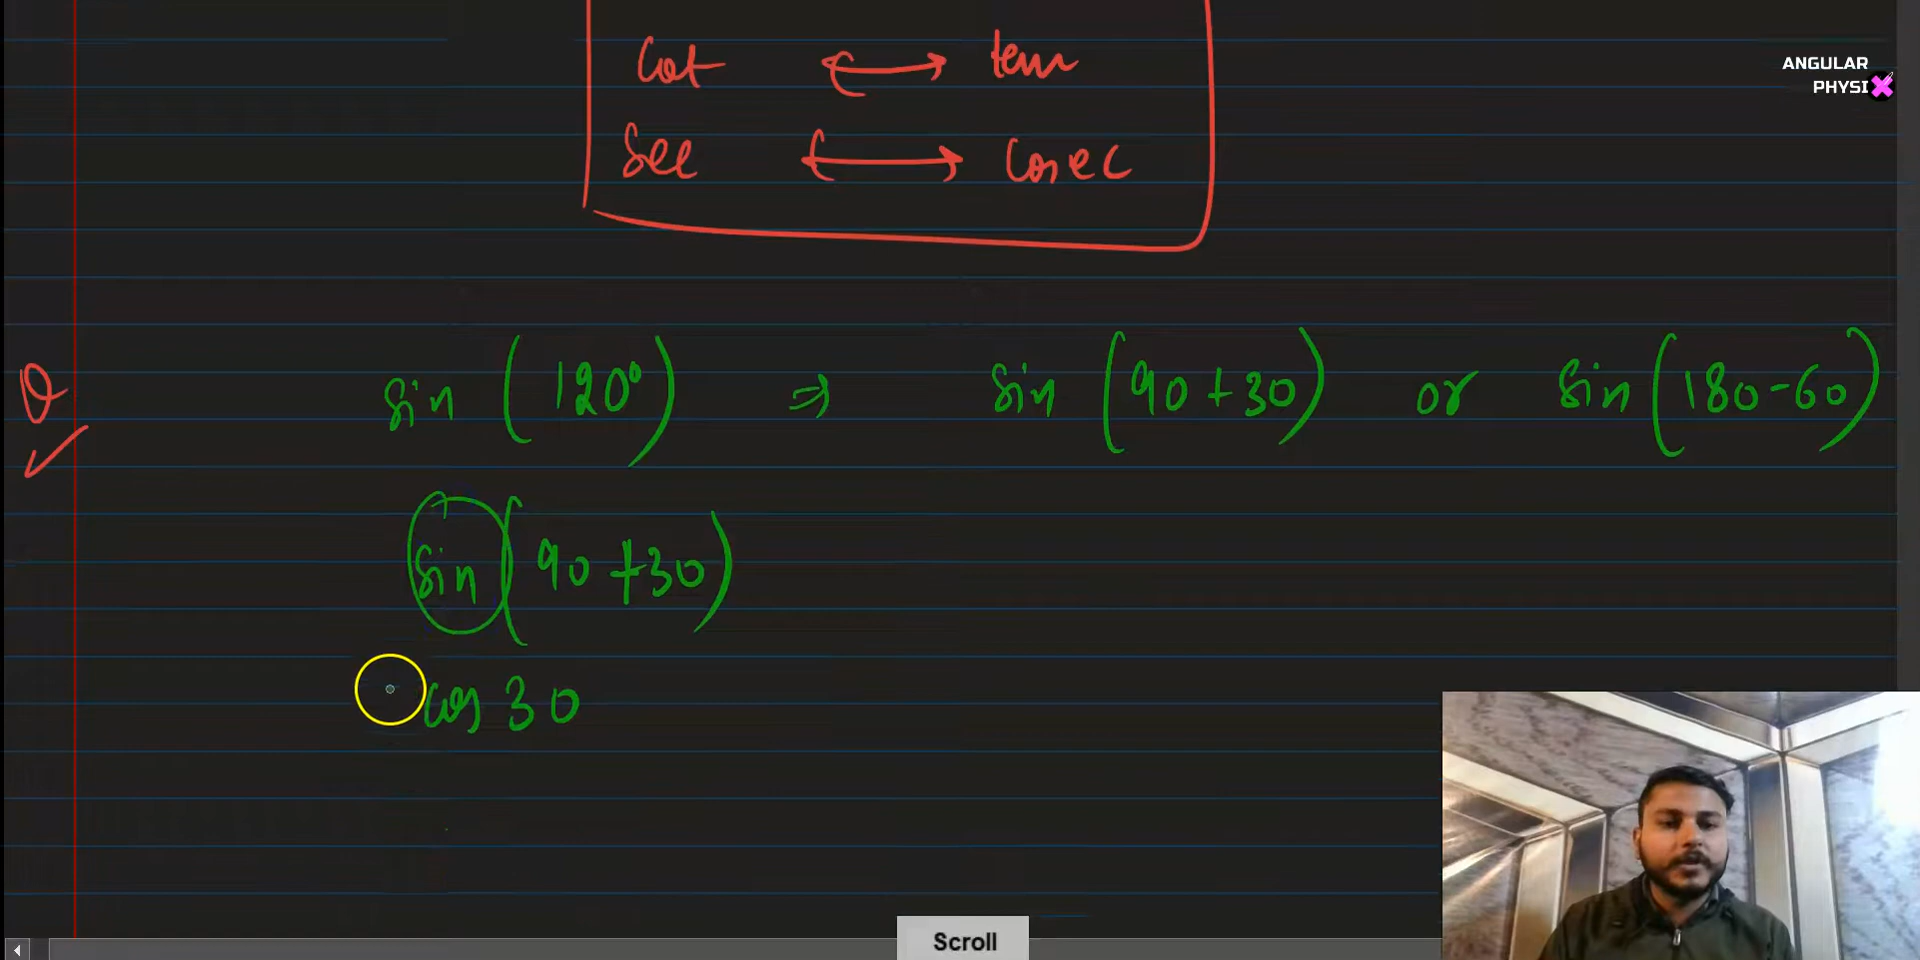 Cot ↔ tan
ANGULAR
PHYSI X
Sec ↔ Cosec
Q sin (120°) ⇒ sin (90+30) or sin (180-60)
sin (90+30)
cos 30
Scroll